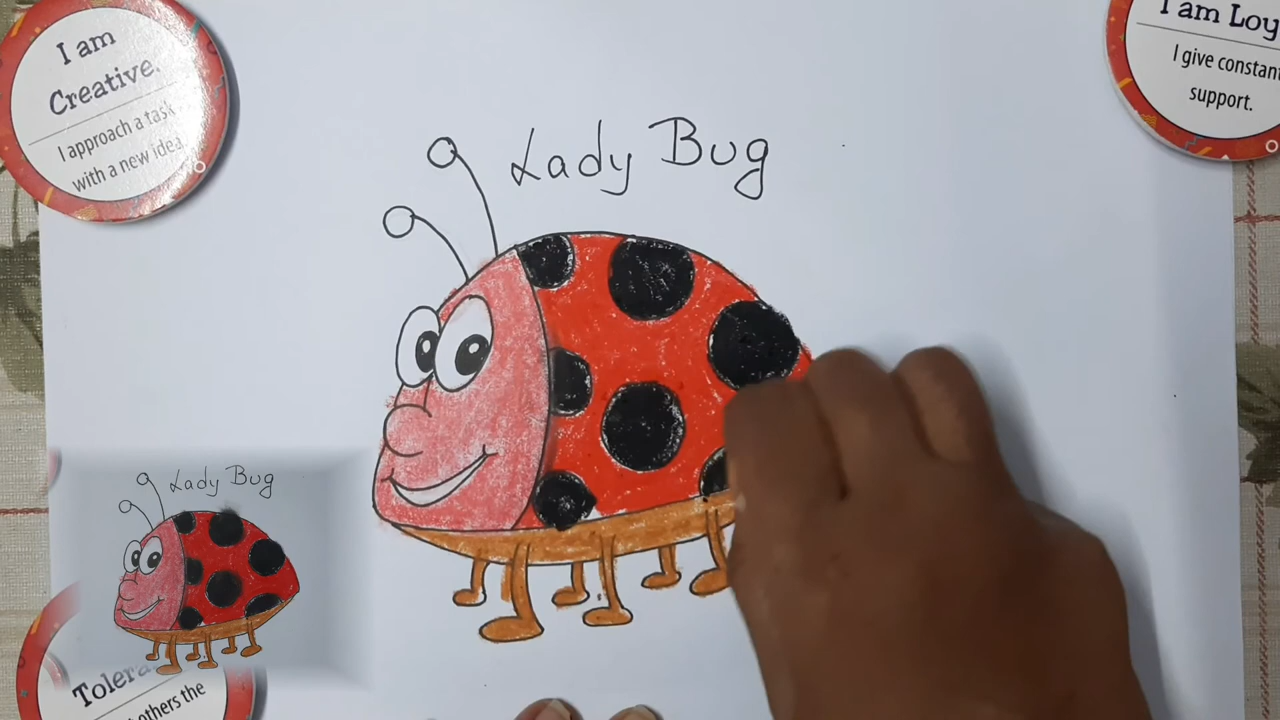 I am
Creative.
I approach a task
with a new idea
I am Loy
I give constant
support.
Lady Bug
Lady Bug
Tolera
others the